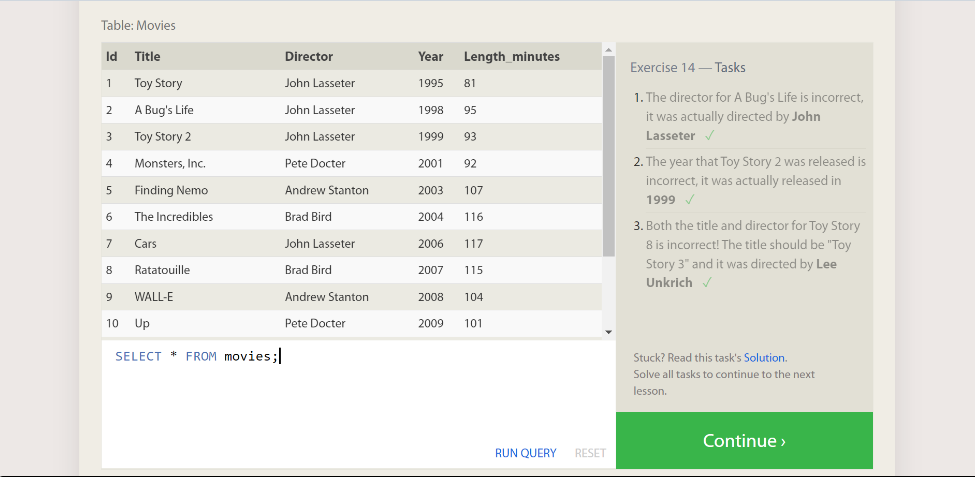 Table: Movies
Id Title Director Year Length_minutes
1 Toy Story John Lasseter 1995 81
2 A Bug's Life John Lasseter 1998 95
3 Toy Story 2 John Lasseter 1999 93
4 Monsters, Inc. Pete Docter 2001 92
5 Finding Nemo Andrew Stanton 2003 107
6 The Incredibles Brad Bird 2004 116
7 Cars John Lasseter 2006 117
8 Ratatouille Brad Bird 2007 115
9 WALL-E Andrew Stanton 2008 104
10 Up Pete Docter 2009 101
SELECT * FROM movies;
RUN QUERY RESET
Exercise 14 — Tasks
1. The director for A Bug's Life is incorrect,
it was actually directed by John
Lasseter ✓
2. The year that Toy Story 2 was released is
incorrect, it was actually released in
1999 ✓
3. Both the title and director for Toy Story
8 is incorrect! The title should be "Toy
Story 3" and it was directed by Lee
Unkrich ✓
Stuck? Read this task's Solution.
Solve all tasks to continue to the next
lesson.
Continue ›